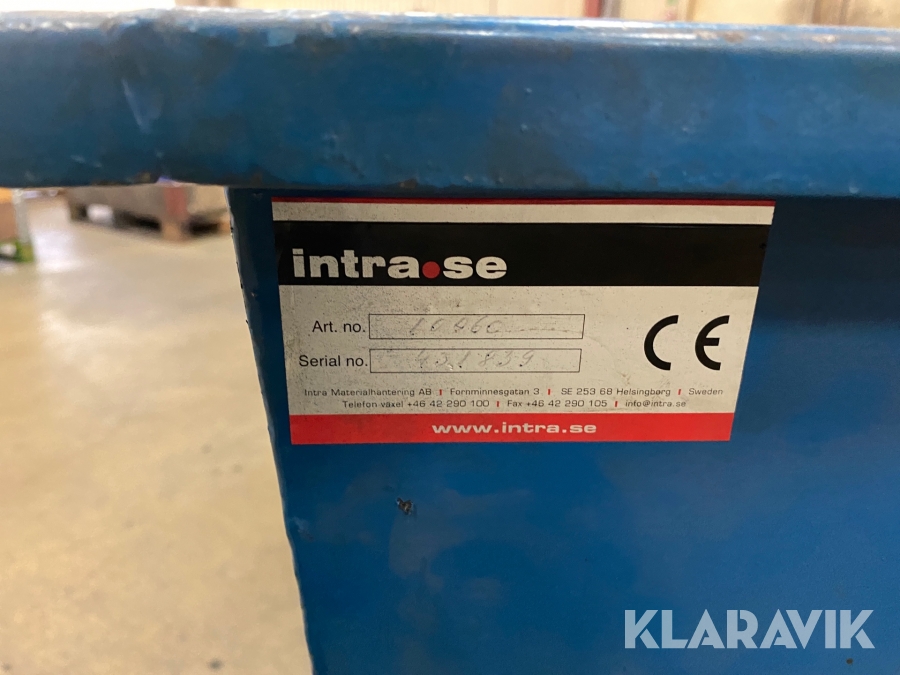 intra.se
Art. no.
Serial no. 431839
Intra Materialhantering AB | Fornminnesgatan 3 | SE 253 68 Helsingborg | Sweden
Telefon växel +46 42 290 100 | Fax +46 42 290 105 | info@intra.se
www.intra.se
CE
KLARAVIK